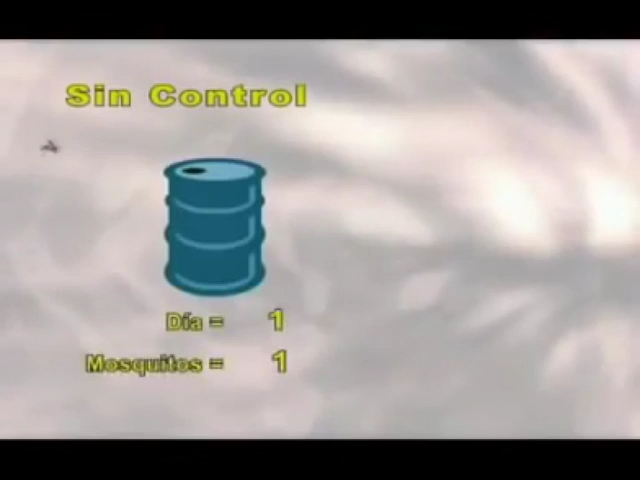 Sin Control
Día = 1
Mosquitos = 1